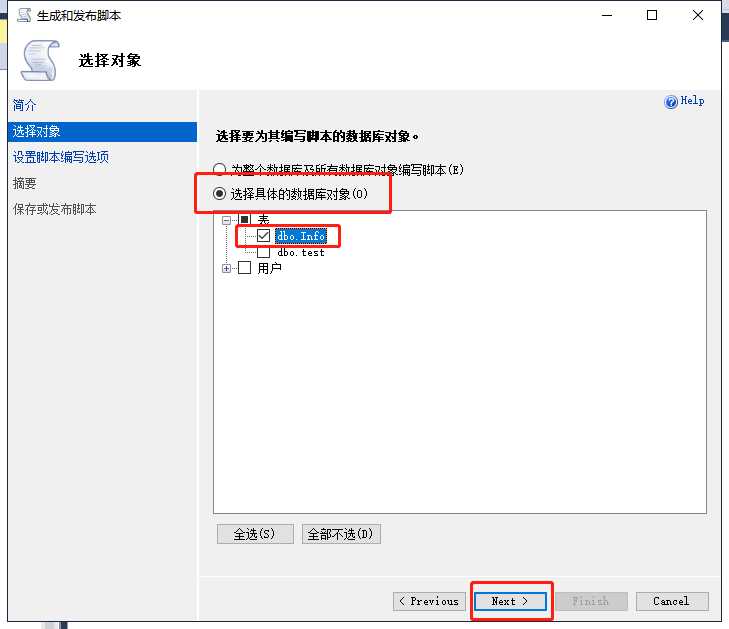 生成和发布脚本
选择对象
简介
选择对象
设置脚本编写选项
摘要
保存或发布脚本
Help
选择要为其编写脚本的数据库对象。
为整个数据库及所有数据库对象编写脚本(E)
选择具体的数据库对象(O)
表
dbo.Info
dbo.test
用户
全选(S)
全部不选(D)
< Previous
Next >
Finish
Cancel